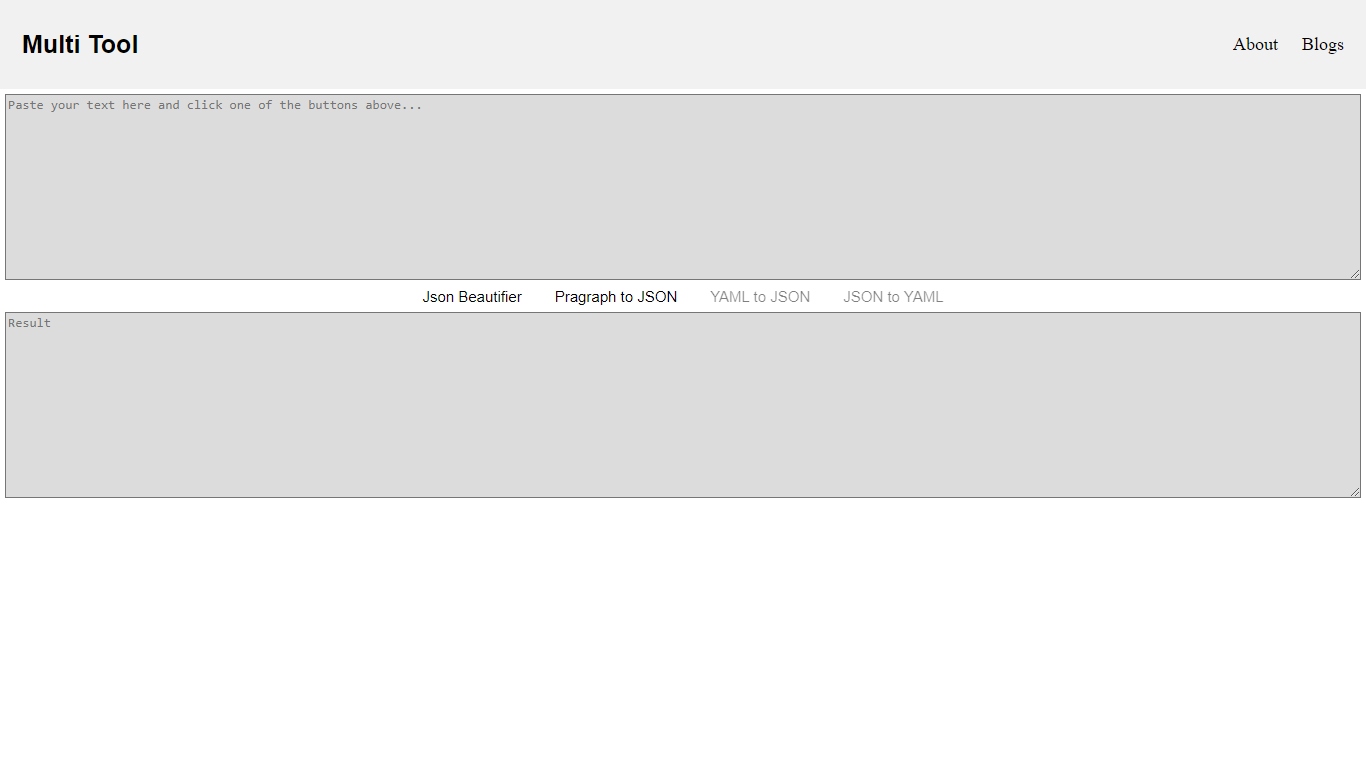 Multi Tool
About Blogs
Paste your text here and click one of the buttons above...
Json Beautifier Pragraph to JSON YAML to JSON JSON to YAML
Result